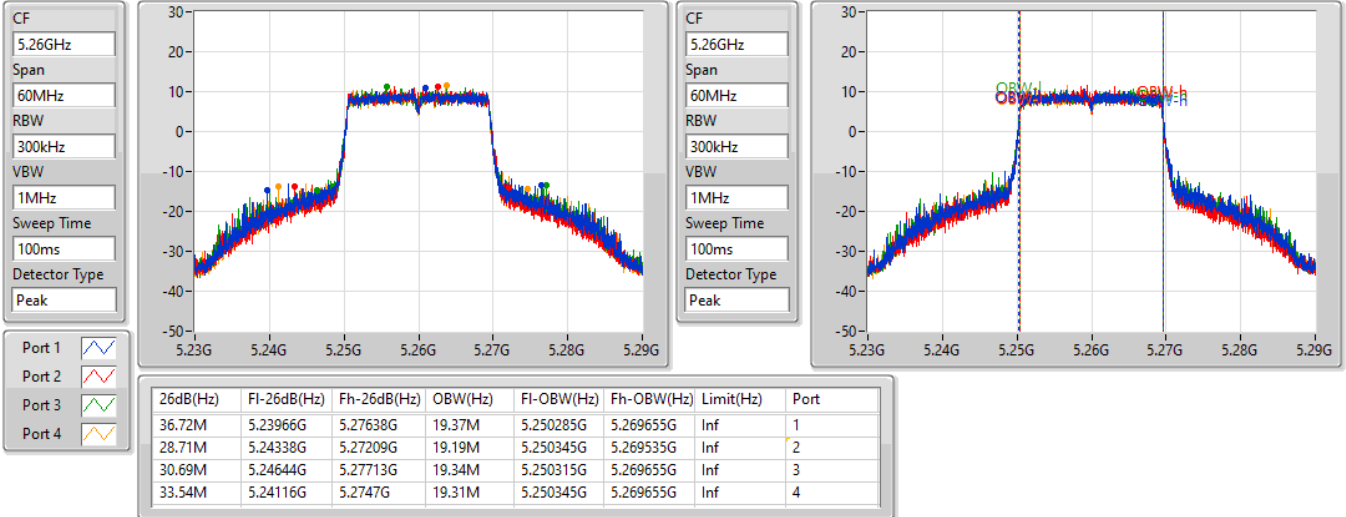 CF
5.26GHz
Span
60MHz
RBW
300kHz
VBW
1MHz
Sweep Time
100ms
Detector Type
Peak
30
20
10
0
-10
-20
-30
-40
-50
5.23G 5.24G 5.25G 5.26G 5.27G 5.28G 5.29G
CF
5.26GHz
Span
60MHz
RBW
300kHz
VBW
1MHz
Sweep Time
100ms
Detector Type
Peak
30
20
10
0
-10
-20
-30
-40
-50
OBW-h
5.23G 5.24G 5.25G 5.26G 5.27G 5.28G 5.29G
Port 1
Port 2
Port 3
Port 4
26dB(Hz) Fl-26dB(Hz) Fh-26dB(Hz) OBW(Hz) Fl-OBW(Hz) Fh-OBW(Hz) Limit(Hz) Port
36.72M 5.23966G 5.27638G 19.37M 5.250285G 5.269655G Inf 1
28.71M 5.24338G 5.27209G 19.19M 5.250345G 5.269535G Inf 2
30.69M 5.24644G 5.27713G 19.34M 5.250315G 5.269655G Inf 3
33.54M 5.24116G 5.2747G 19.31M 5.250345G 5.269655G Inf 4